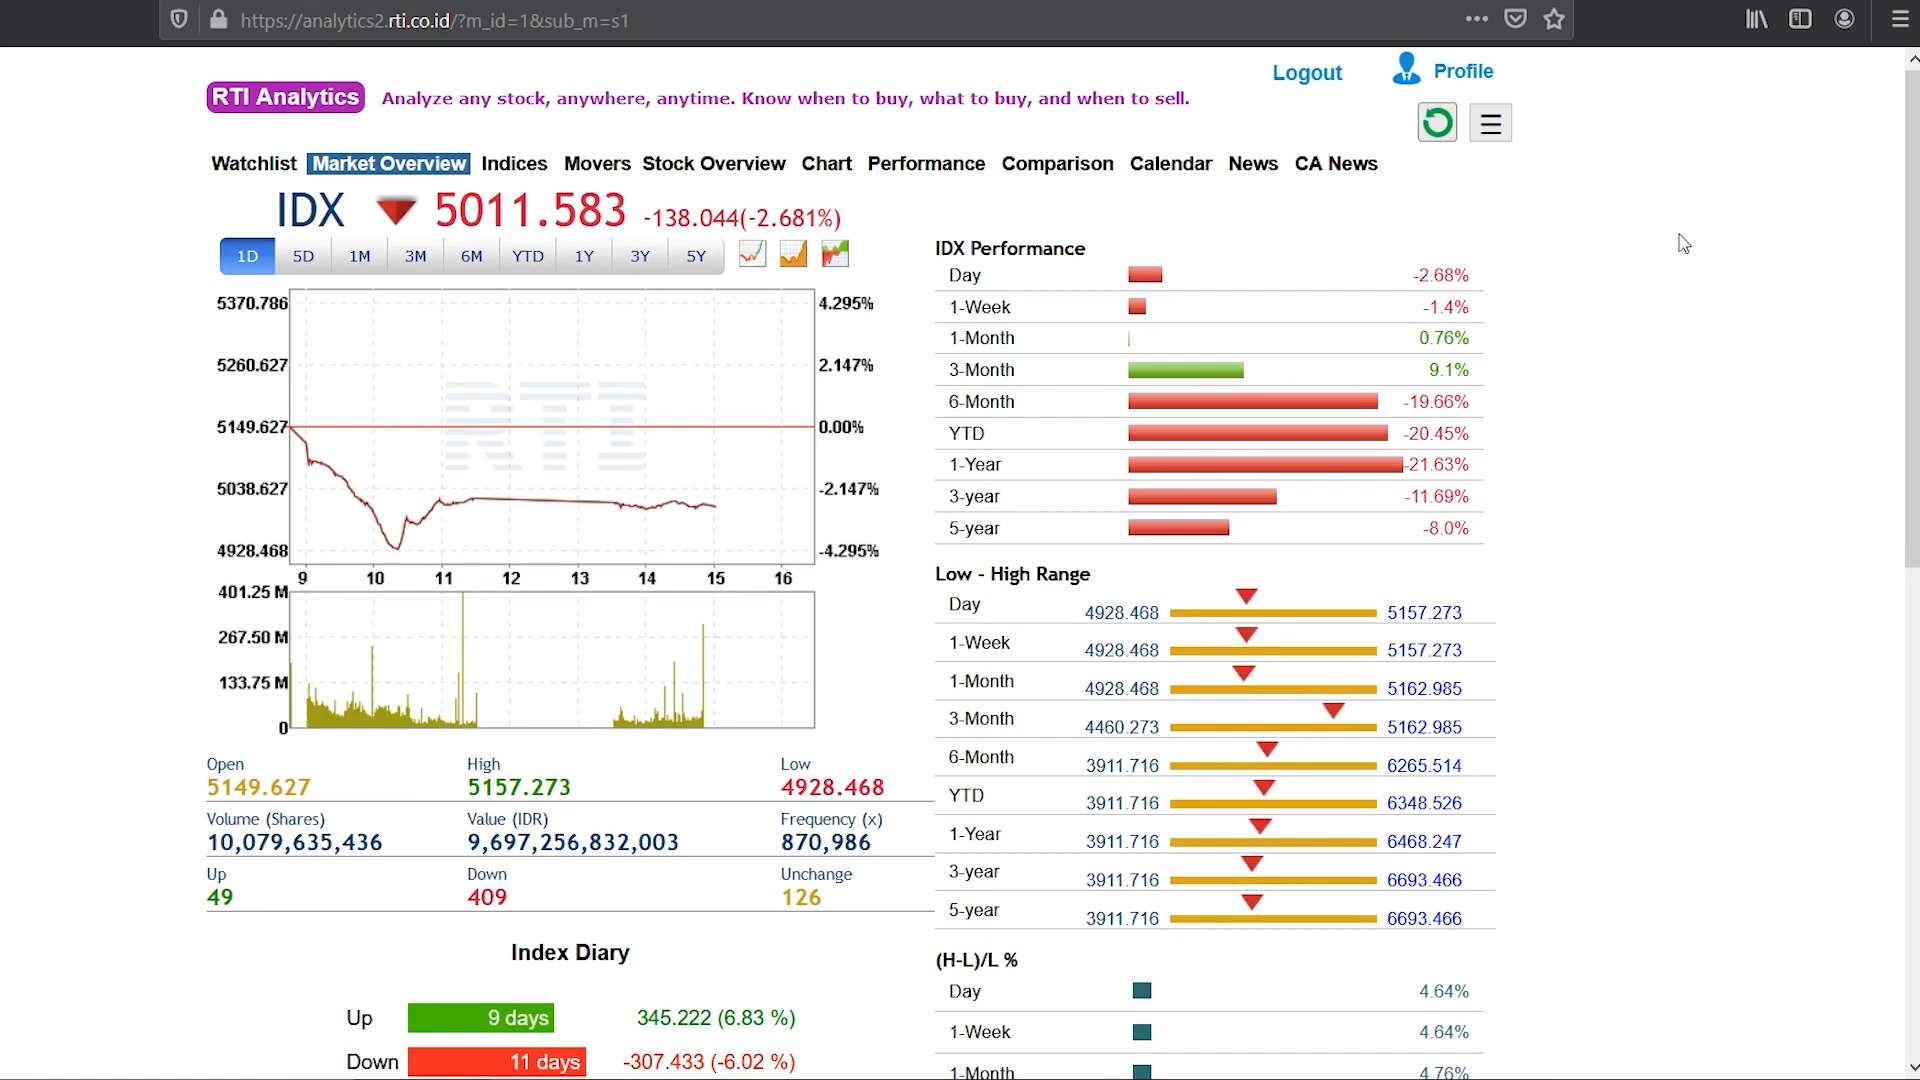 https://analytics2.rti.co.id/?m_id=1&sub_m=s1
Logout
Profile
RTI Analytics Analyze any stock, anywhere, anytime. Know when to buy, what to buy, and when to sell.
Watchlist Market Overview Indices Movers Stock Overview Chart Performance Comparison Calendar News CA News
IDX 5011.583 -138.044(-2.681%)
1D 5D 1M 3M 6M YTD 1Y 3Y 5Y
5370.786 4.295%
5260.627 2.147%
RTI
5149.627 0.00%
5038.627 -2.147%
4928.468 -4.295%
9 10 11 12 13 14 15 16
401.25 M
267.50 M
133.75 M
0
Open High Low
5149.627 5157.273 4928.468
Volume (Shares) Value (IDR) Frequency (x)
10,079,635,436 9,697,256,832,003 870,986
Up Down Unchange
49 409 126
Index Diary
Up 9 days 345.222 (6.83 %)
Down 11 days -307.433 (-6.02 %)
IDX Performance
Day -2.68%
1-Week -1.4%
1-Month 0.76%
3-Month 9.1%
6-Month -19.66%
YTD -20.45%
1-Year -21.63%
3-year -11.69%
5-year -8.0%
Low - High Range
Day 4928.468 5157.273
1-Week 4928.468 5157.273
1-Month 4928.468 5162.985
3-Month 4460.273 5162.985
6-Month 3911.716 6265.514
YTD 3911.716 6348.526
1-Year 3911.716 6468.247
3-year 3911.716 6693.466
5-year 3911.716 6693.466
(H-L)/L %
Day 4.64%
1-Week 4.64%
1-Month 4.76%